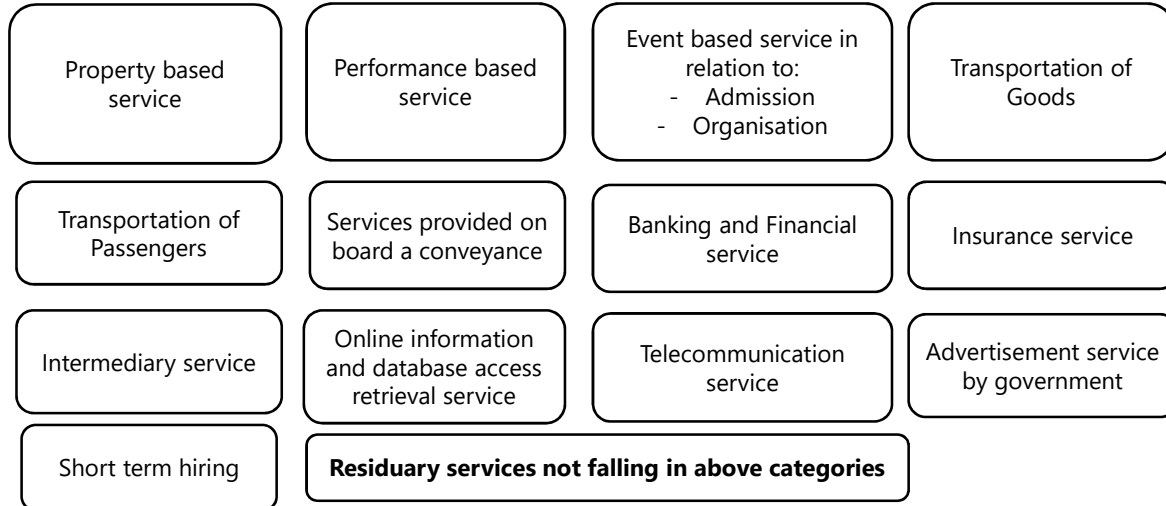 Property based
service
Performance based
service
Event based service in
relation to:
- Admission
- Organisation
Transportation of
Goods
Transportation of
Passengers
Services provided on
board a conveyance
Banking and Financial
service
Insurance service
Intermediary service
Online information
and database access
retrieval service
Telecommunication
service
Advertisement service
by government
Short term hiring
Residuary services not falling in above categories